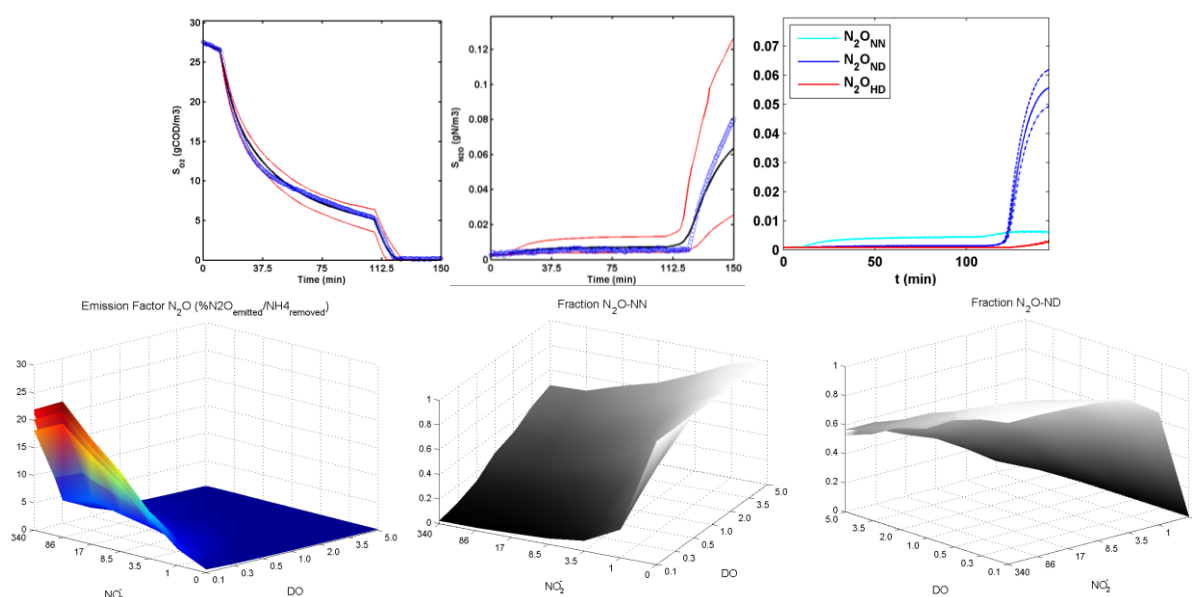 30
25
20
15
10
5
0
S_O2 (gCOD/m3)
0 37.5 75 112.5 150
Time (min)
0.12
0.1
0.08
0.06
0.04
0.02
0
S_N2O (gN/m3)
0 37.5 75 112.5 150
Time (min)
N2O_NN
N2O_ND
N2O_HD
0.07
0.06
0.05
0.04
0.03
0.02
0.01
0
0 50 100
t (min)
Emission Factor N2O (%N2O_emitted/NH4_removed)
30
25
20
15
10
5
0
340 86 17 8.5 3.5 1 0
0.1 0.3 0.5 1.0 2.0 3.5 5.0
DO
Fraction N2O-NN
1
0.8
0.6
0.4
0.2
0
340 86 17 8.5 3.5 1 0
NO2-
0.1 0.3 0.5 1.0 2.0 3.5 5.0
DO
Fraction N2O-ND
1
0.8
0.6
0.4
0.2
0
5.0 3.5 2.0 1.0 0.5 0.3 0.1
DO
340 86 17 8.5 3.5 1
NO2-